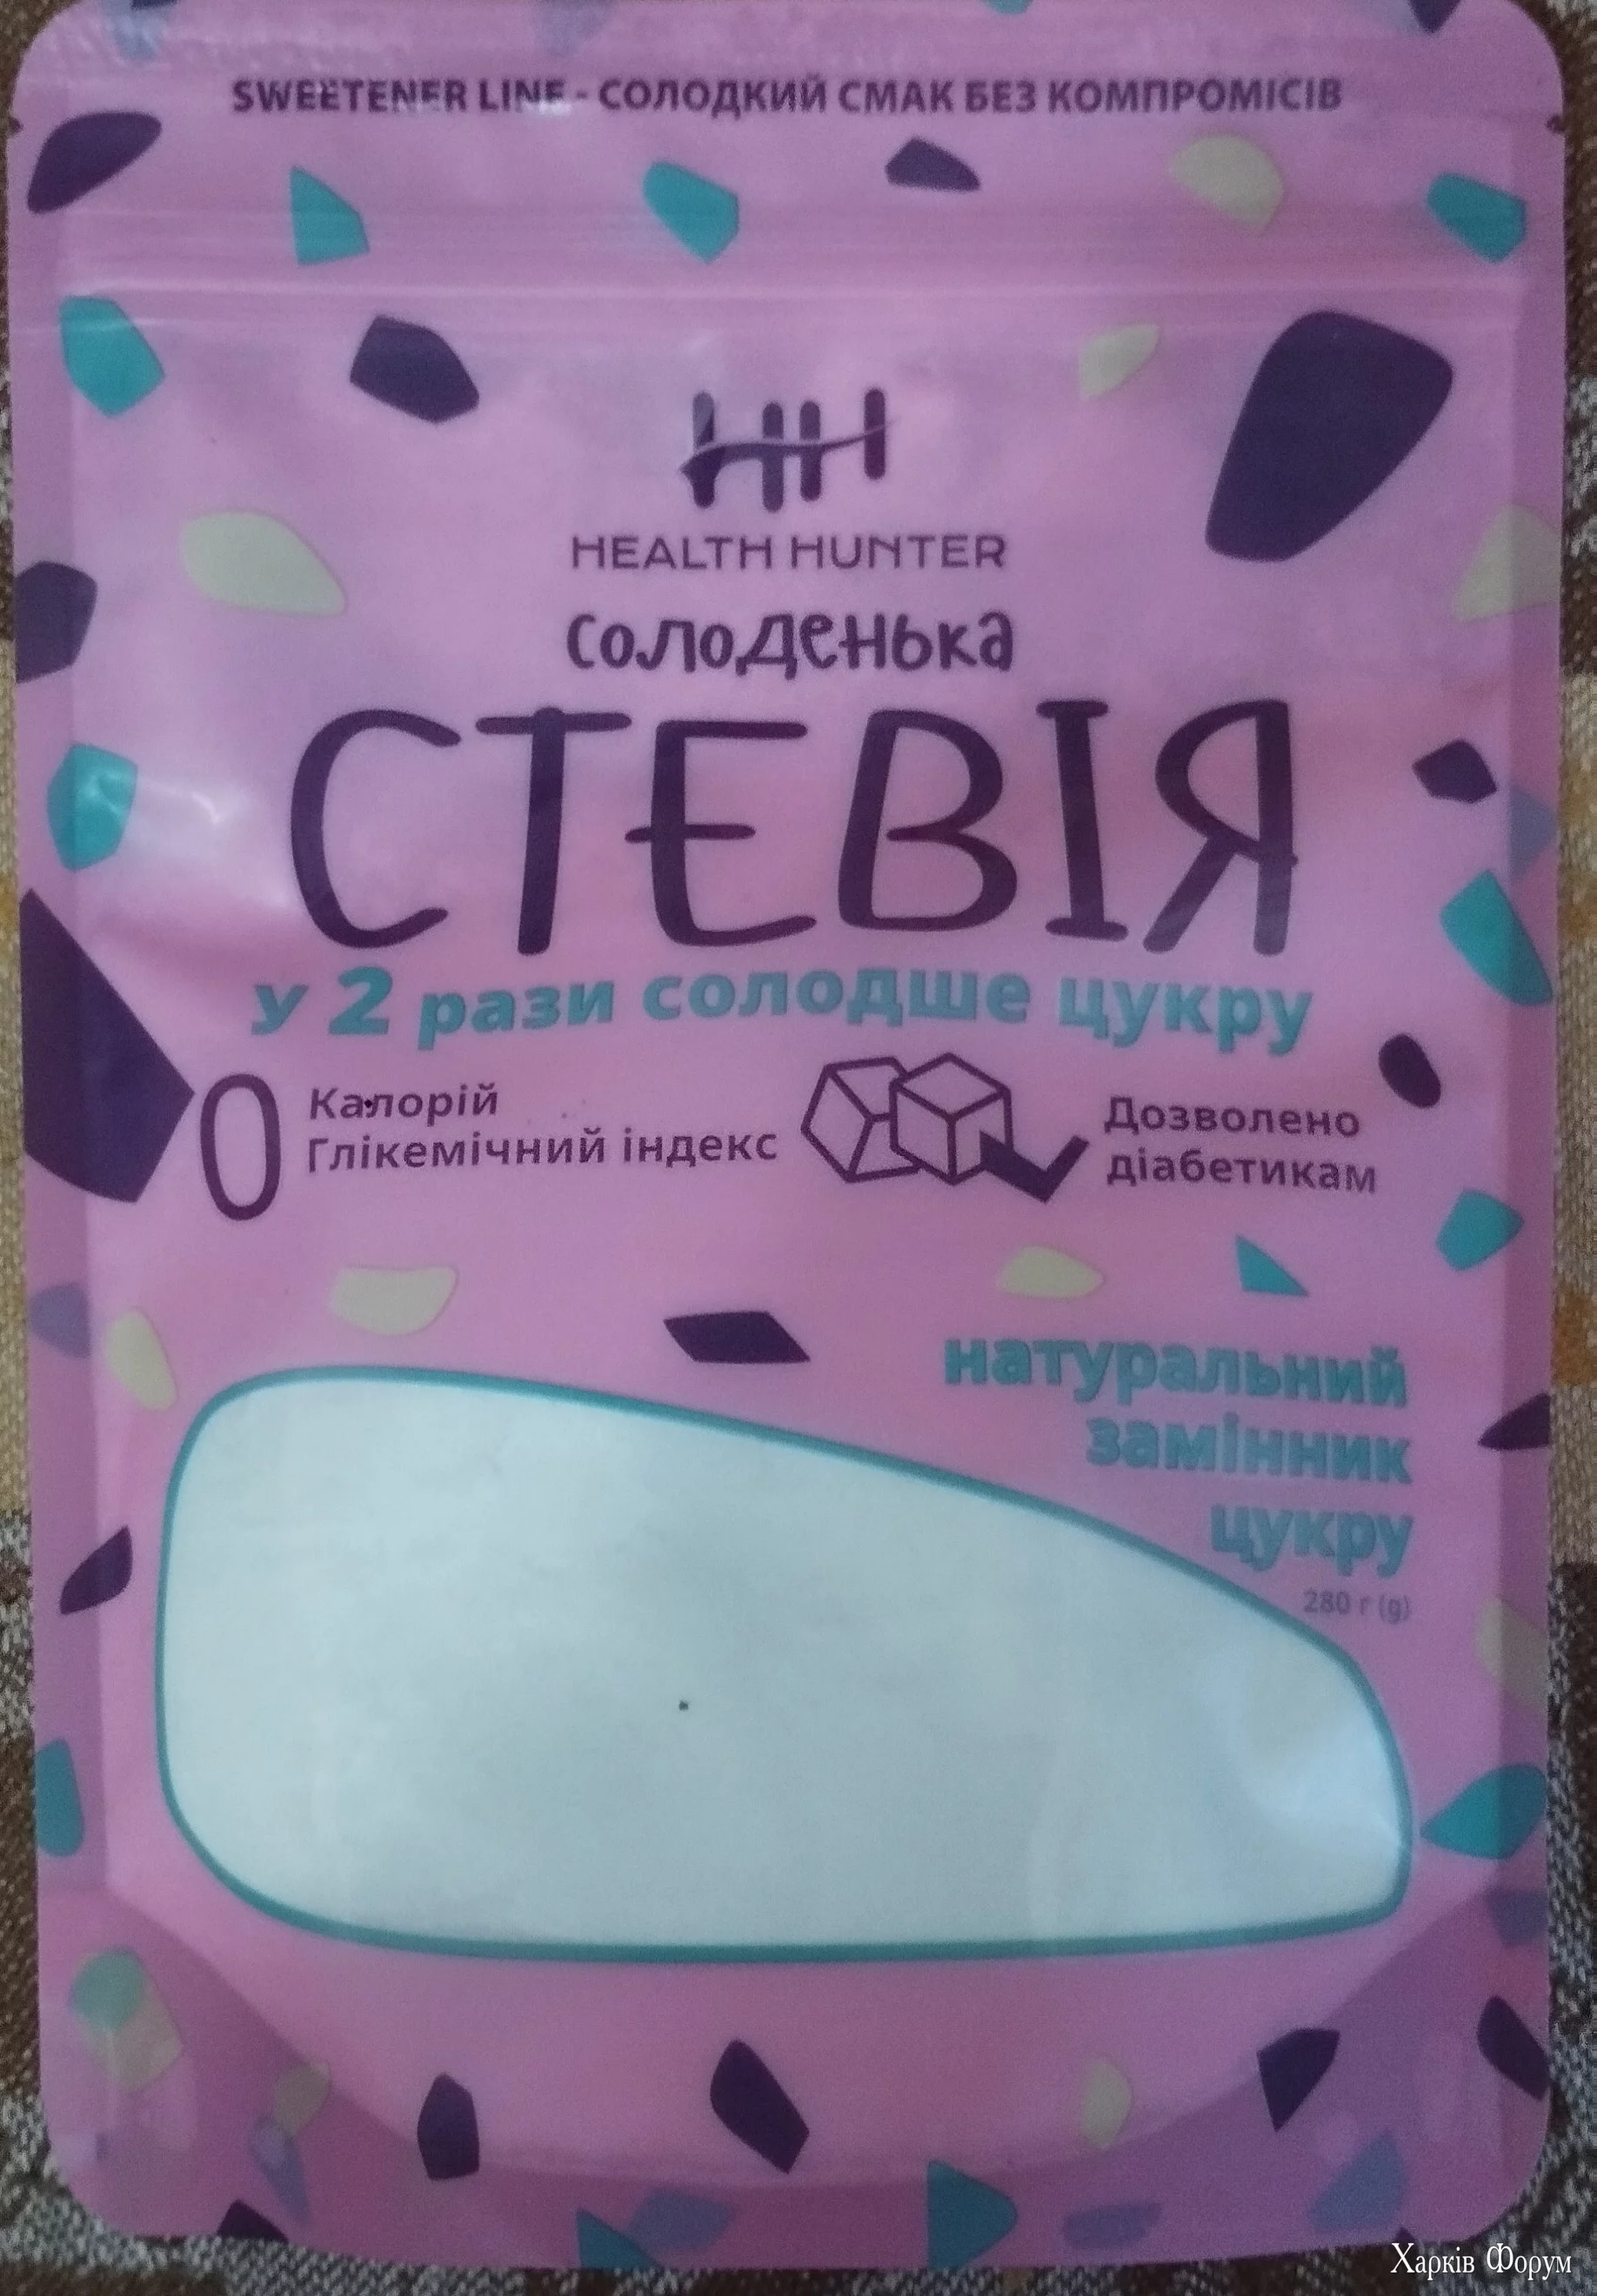 SWEETENER LINE - СОЛОДКИЙ СМАК БЕЗ КОМПРОМІСІВ
HH
HEALTH HUNTER
солоденька
СТЕВІЯ
у 2 рази солодше цукру
0 Калорій
Глікемічний індекс
Дозволено
діабетикам
натуральний
замінник
цукру
280 г (g)
Харків Форум